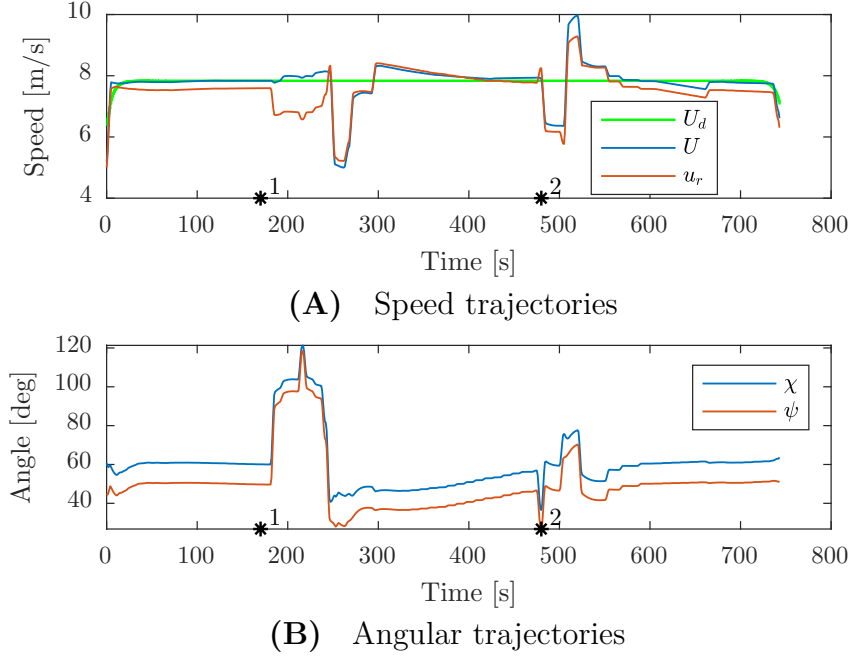 10
8
6
4
Speed [m/s]
U_d
U
u_r
1
2
0 100 200 300 400 500 600 700 800
Time [s]
(A) Speed trajectories
120
100
80
60
40
Angle [deg]
χ
ψ
1
2
0 100 200 300 400 500 600 700 800
Time [s]
(B) Angular trajectories